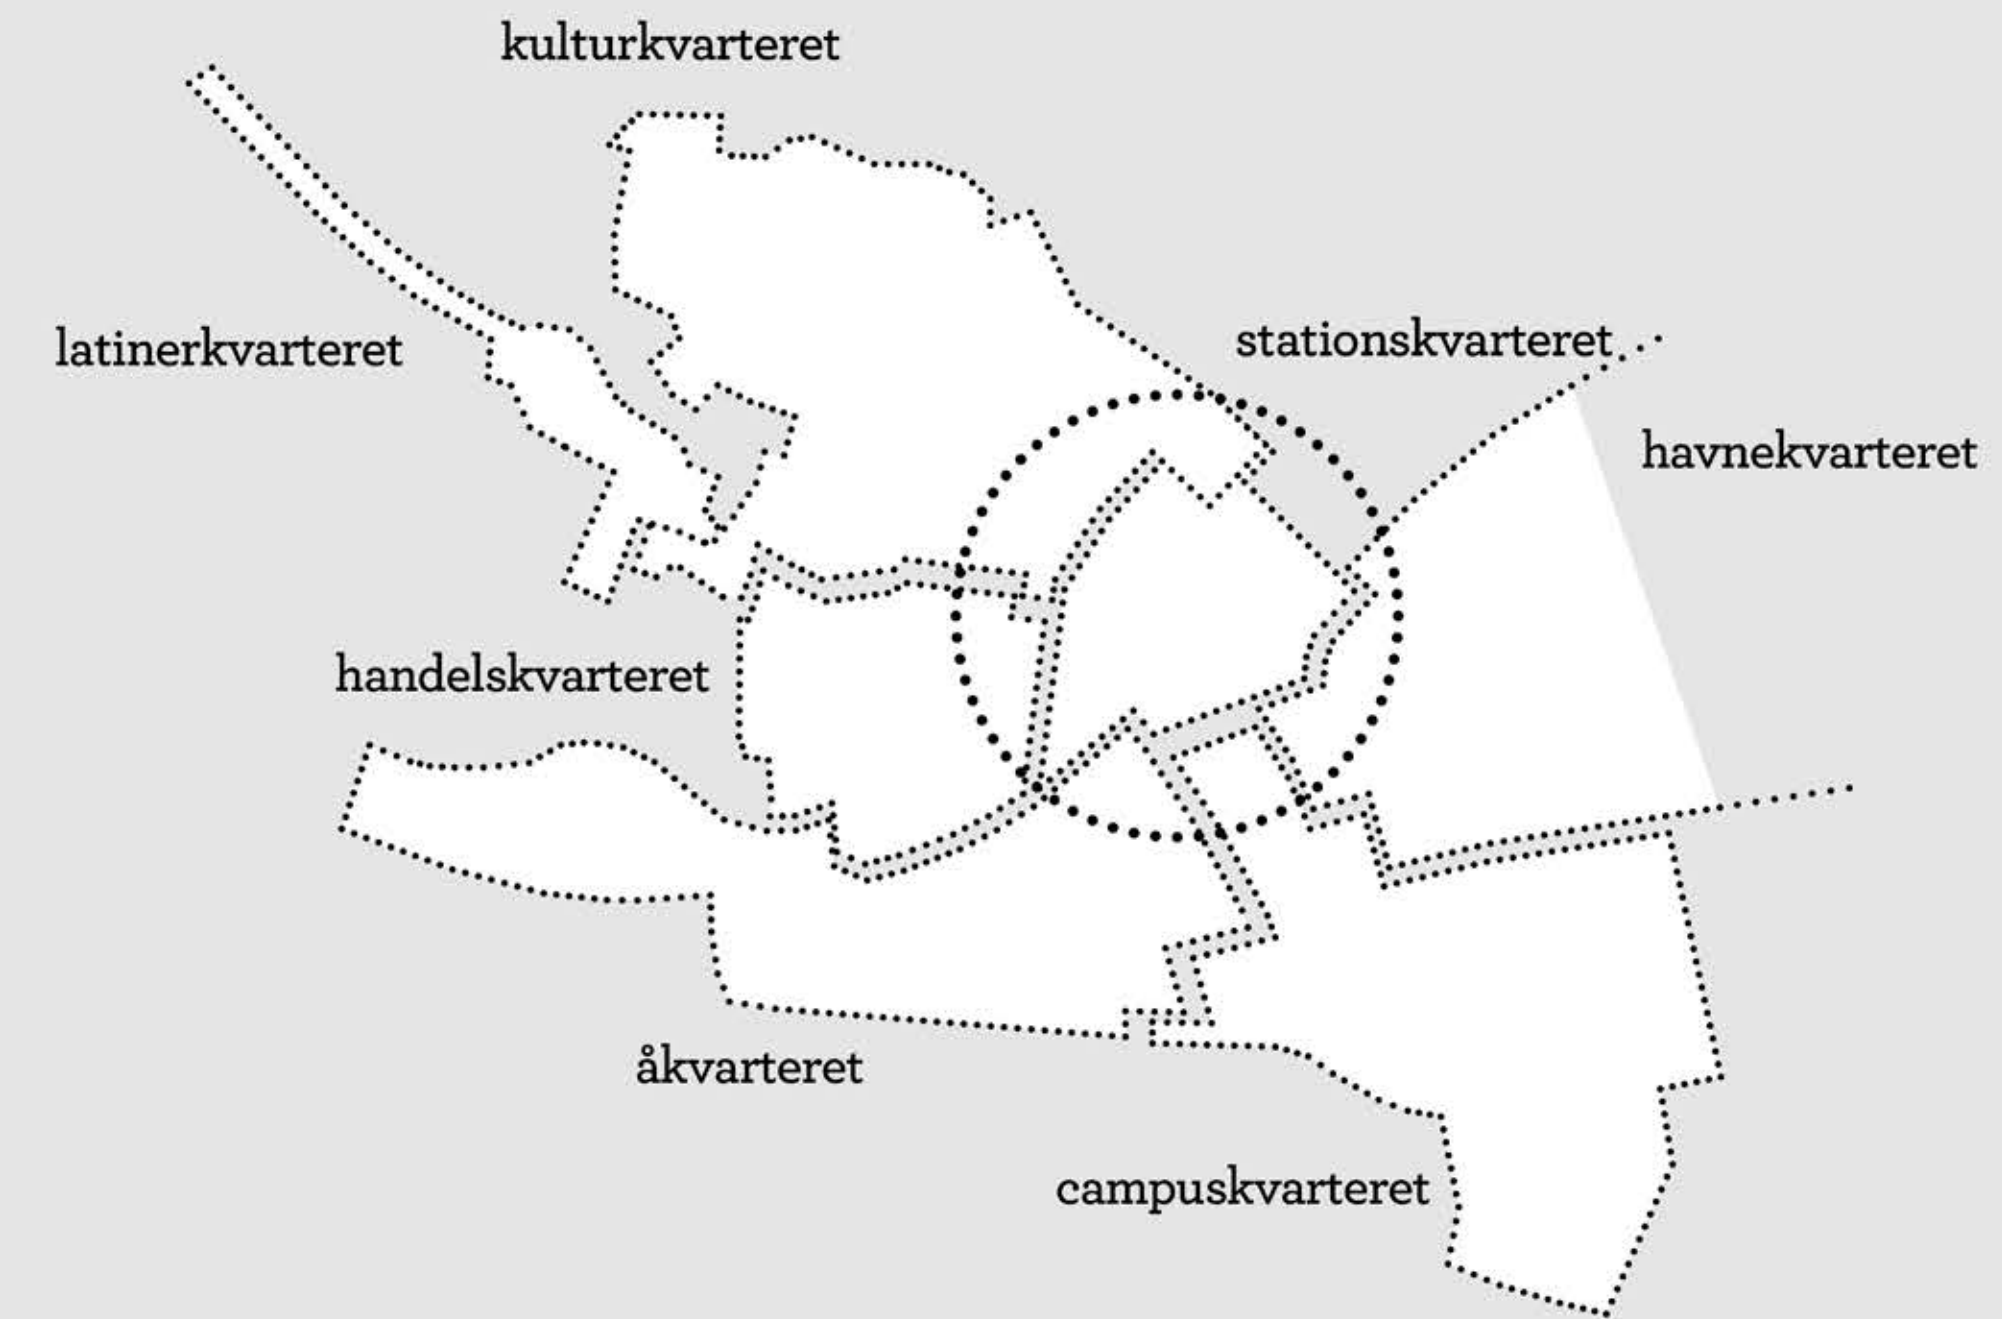 kulturkvarteret
stationskvarteret
latinerkvarteret
havnekvarteret
handelskvarteret
åkvarteret
campuskvarteret